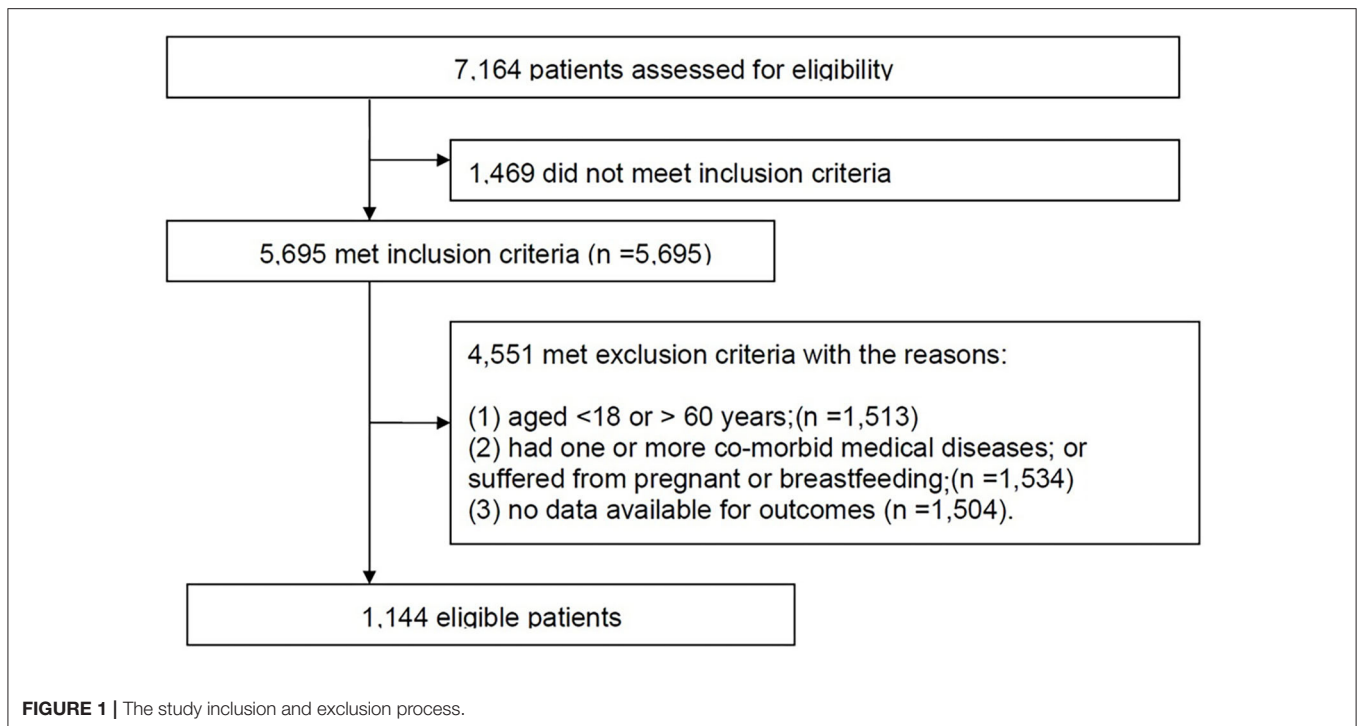 7,164 patients assessed for eligibility
1,469 did not meet inclusion criteria
5,695 met inclusion criteria (n =5,695)
4,551 met exclusion criteria with the reasons:
(1) aged <18 or > 60 years;(n =1,513)
(2) had one or more co-morbid medical diseases; or
suffered from pregnant or breastfeeding;(n =1,534)
(3) no data available for outcomes (n =1,504).
1,144 eligible patients
FIGURE 1 | The study inclusion and exclusion process.